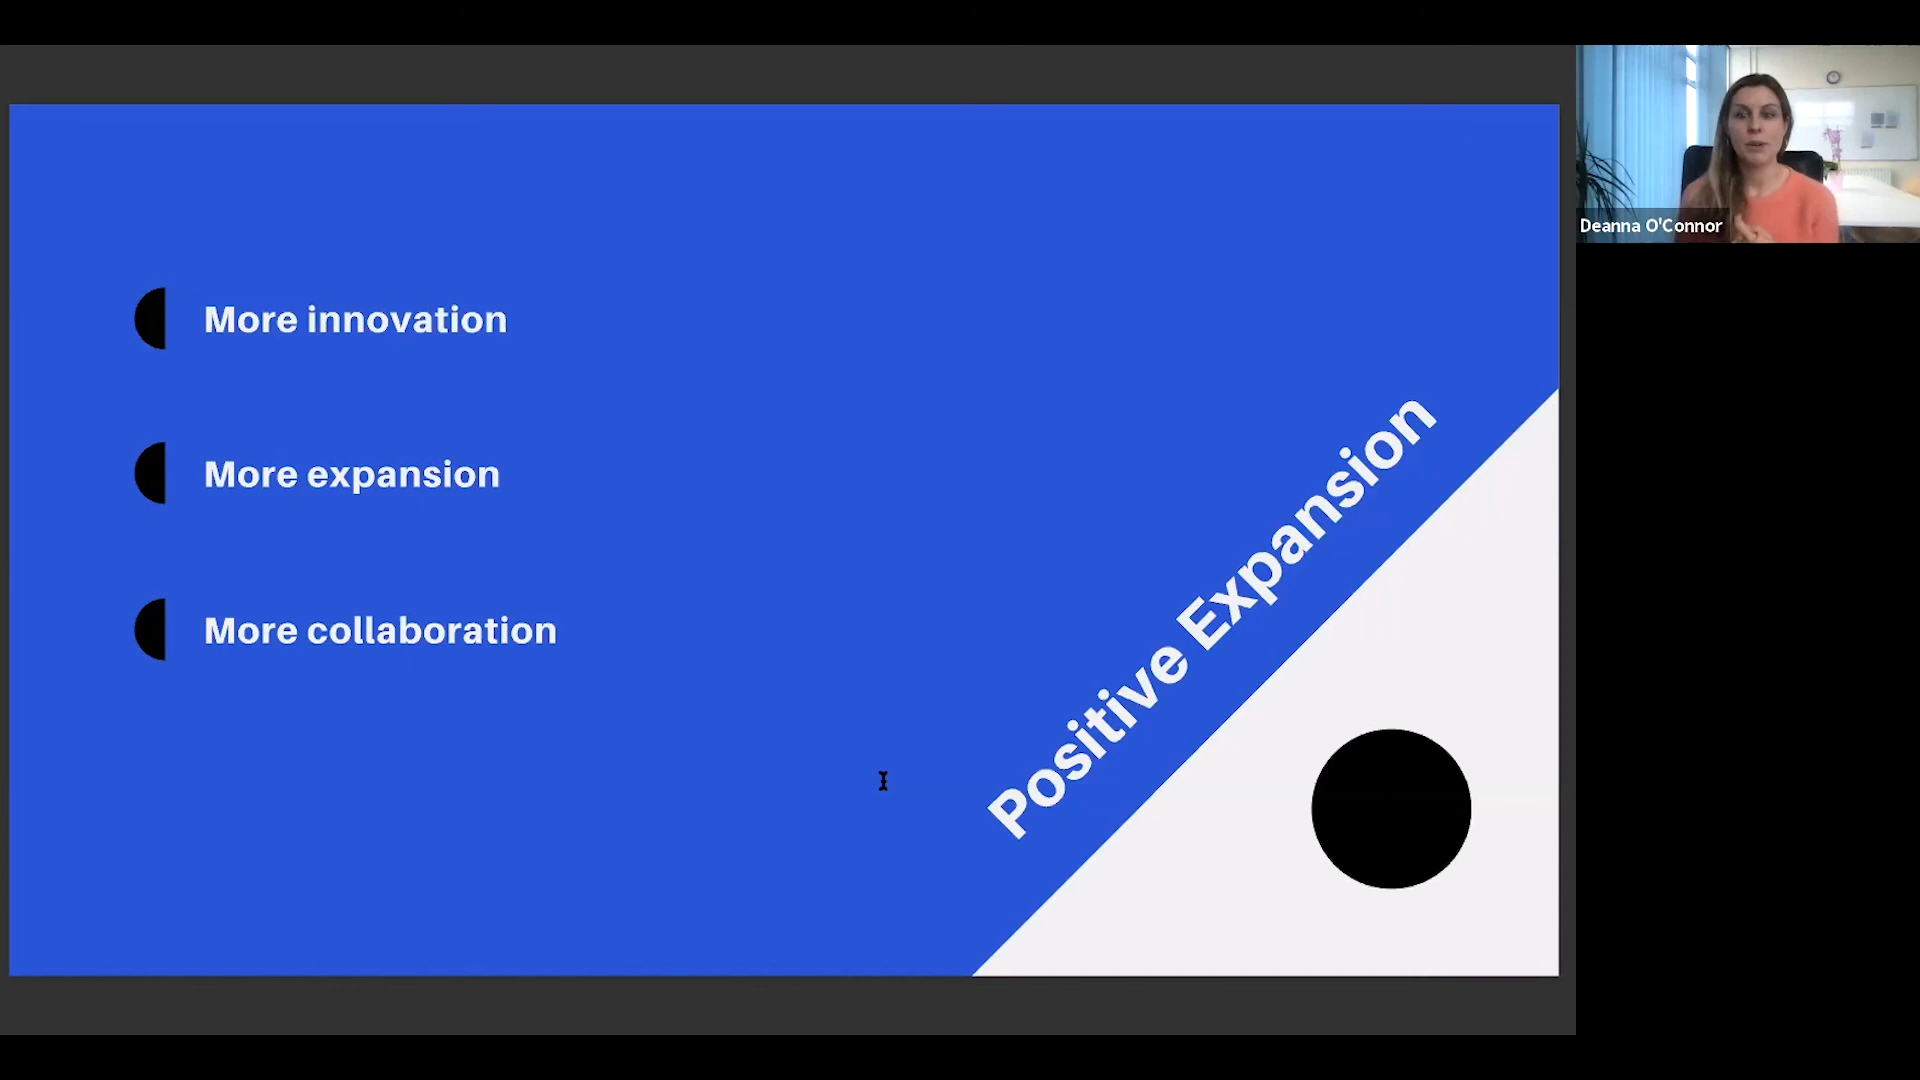 More innovation
More expansion
More collaboration
Positive Expansion
Deanna O'Connor